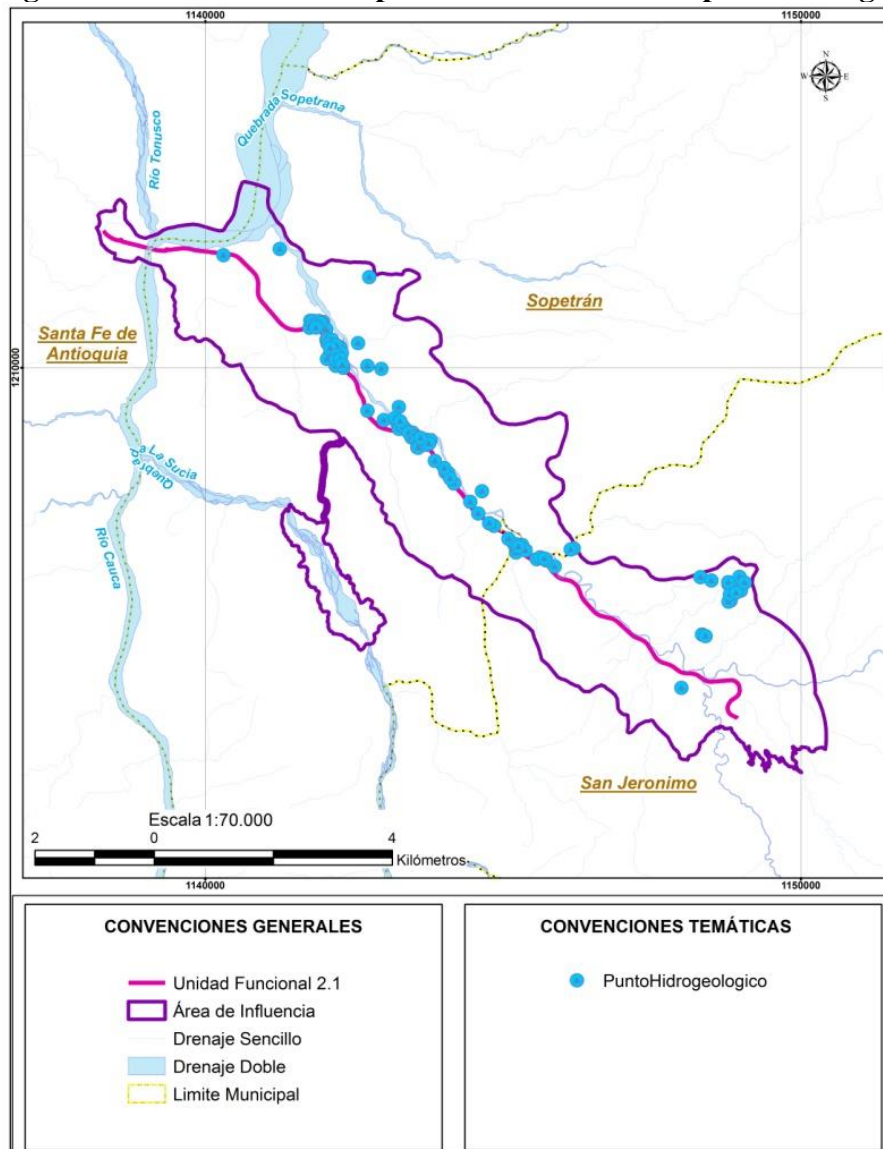 1140000
1150000
N
W E
S
Quebrada Sopetrana
Río Tonusco
Sopetrán
Santa Fe de
Antioquia
1210000
1210000
Quebrada La Sucia
Río Cauca
San Jeronimo
Escala 1:70.000
2 0 4
Kilómetros
1140000
1150000
CONVENCIONES GENERALES
Unidad Funcional 2.1
Área de Influencia
Drenaje Sencillo
Drenaje Doble
Limite Municipal
CONVENCIONES TEMÁTICAS
PuntoHidrogeologico